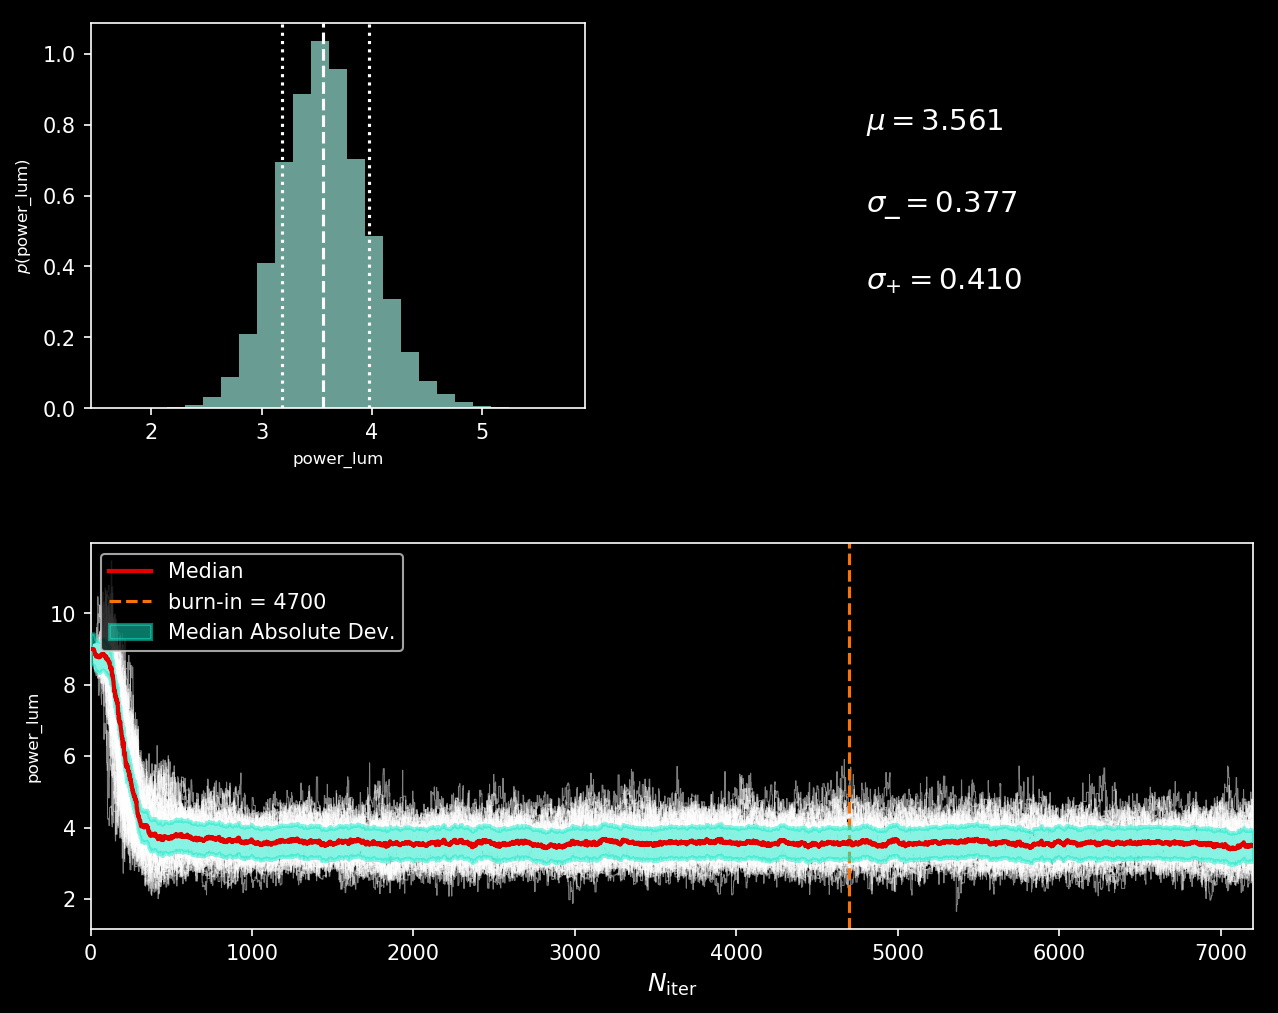 1.0
0.8
0.6
0.4
0.2
0.0
p(power_lum)
2 3 4 5
power_lum
μ = 3.561
σ_ = 0.377
σ+ = 0.410
Median
burn-in = 4700
Median Absolute Dev.
10
8
6
4
2
power_lum
0 1000 2000 3000 4000 5000 6000 7000
Niter